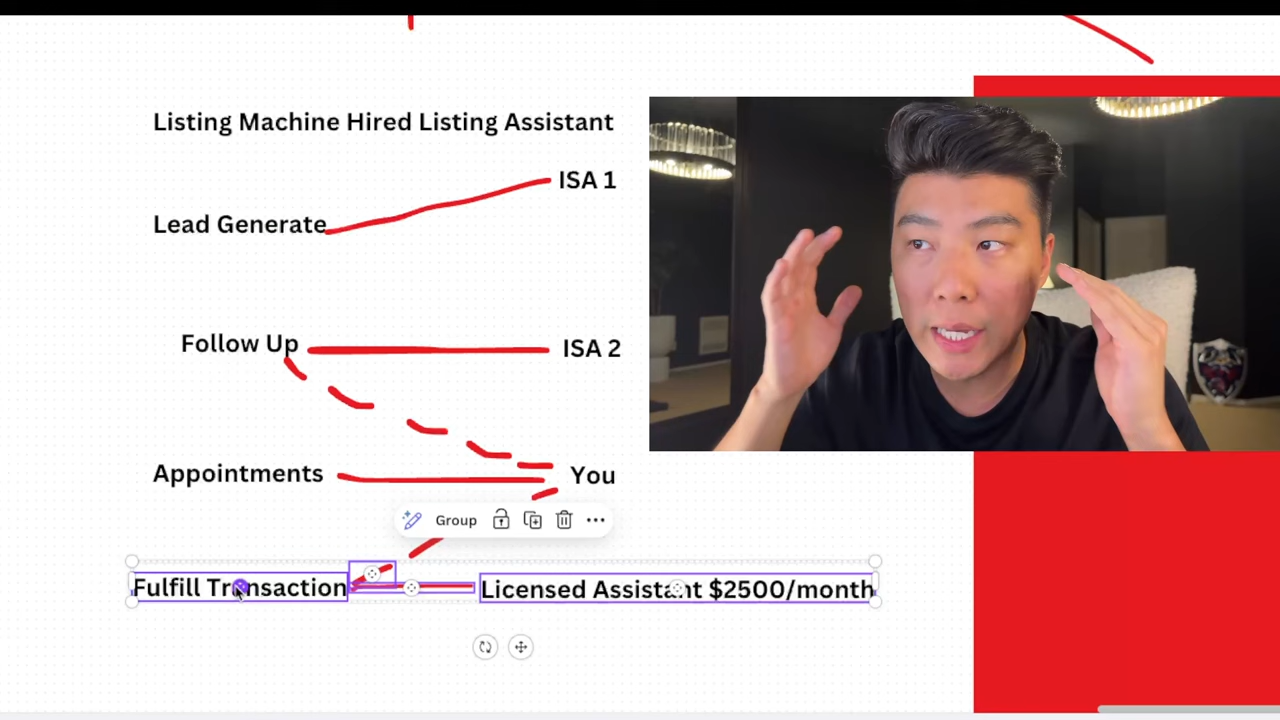 Listing Machine Hired Listing Assistant
ISA 1
Lead Generate
Follow Up
ISA 2
Appointments
You
Group
Fulfill Transaction
Licensed Assistant $2500/month